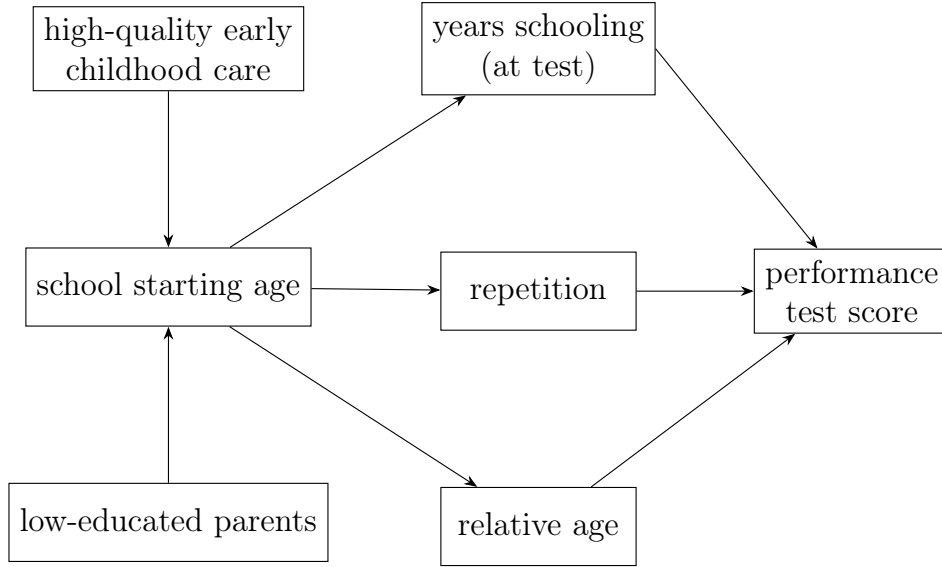 high-quality early
childhood care
years schooling
(at test)
school starting age
repetition
performance
test score
low-educated parents
relative age